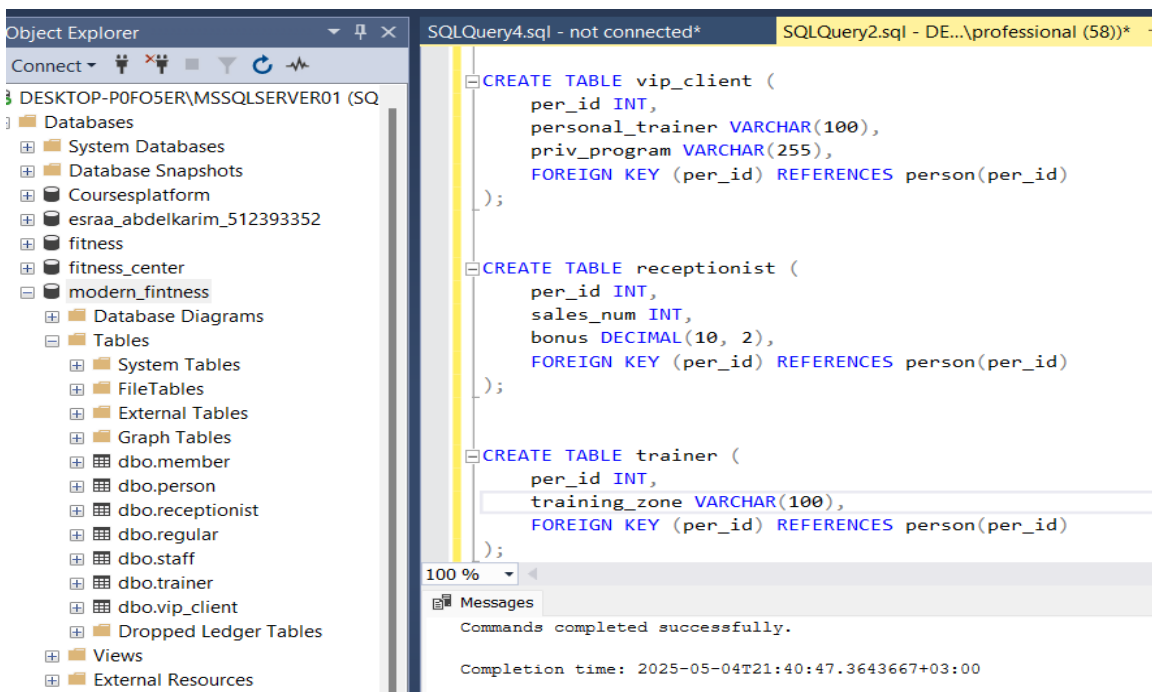 Object Explorer
Connect
DESKTOP-P0FO5ER\MSSQLSERVER01 (SQ
Databases
System Databases
Database Snapshots
Coursesplatform
esraa_abdelkarim_512393352
fitness
fitness_center
modern_fintness
Database Diagrams
Tables
System Tables
FileTables
External Tables
Graph Tables
dbo.member
dbo.person
dbo.receptionist
dbo.regular
dbo.staff
dbo.trainer
dbo.vip_client
Dropped Ledger Tables
Views
External Resources
SQLQuery4.sql - not connected*
SQLQuery2.sql - DE...\professional (58))*
CREATE TABLE vip_client (
per_id INT,
personal_trainer VARCHAR(100),
priv_program VARCHAR(255),
FOREIGN KEY (per_id) REFERENCES person(per_id)
);
CREATE TABLE receptionist (
per_id INT,
sales_num INT,
bonus DECIMAL(10, 2),
FOREIGN KEY (per_id) REFERENCES person(per_id)
);
CREATE TABLE trainer (
per_id INT,
training_zone VARCHAR(100),
FOREIGN KEY (per_id) REFERENCES person(per_id)
);
100 %
Messages
Commands completed successfully.
Completion time: 2025-05-04T21:40:47.3643667+03:00